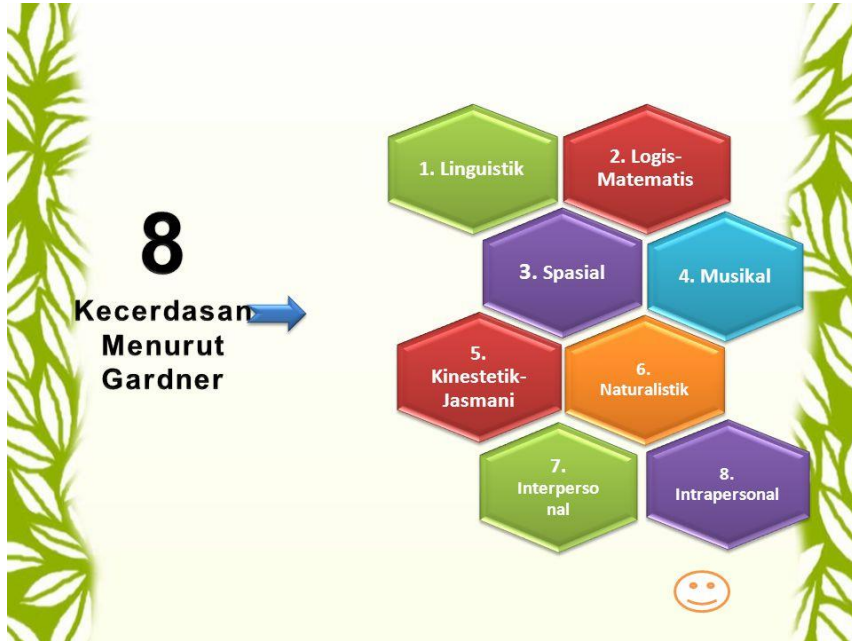 8
Kecerdasan
Menurut
Gardner
1. Linguistik
2. Logis-
Matematis
3. Spasial
4. Musikal
5.
Kinestetik-
Jasmani
6.
Naturalistik
7.
Interperso
nal
8.
Intrapersonal